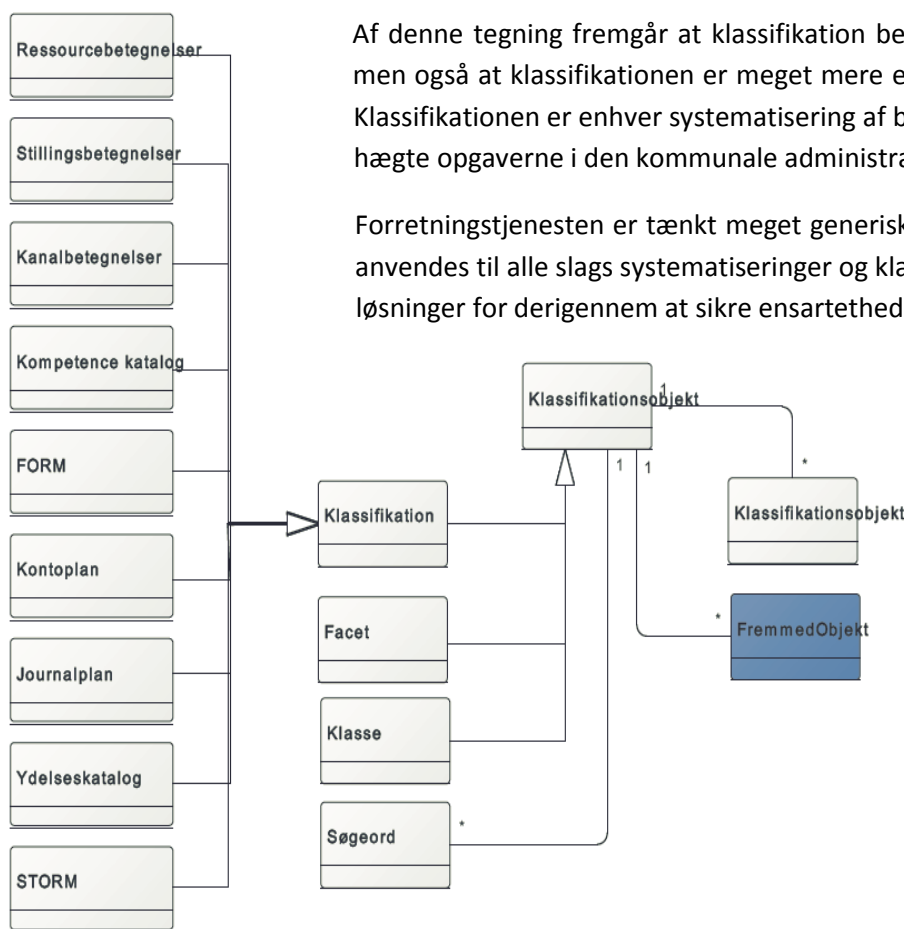 Af denne tegning fremgår at klassifikation be
men også at klassifikationen er meget mere e
Klassifikationen er enhver systematisering af b
hægte opgaverne i den kommunale administra
Forretningstjenesten er tænkt meget generisk
anvendes til alle slags systematiseringer og kla
løsninger for derigennem at sikre ensartethed
Ressourcebetegnelser
Stillingsbetegnelser
Kanalbetegnelser
Kompetence katalog
FORM
Kontoplan
Journalplan
Ydelseskatalog
STORM
Klassifikation
Facet
Klasse
Søgeord
*
Klassifikationsobjekt
1
1
1
*
Klassifikationsobjekt
*
FremmedObjekt